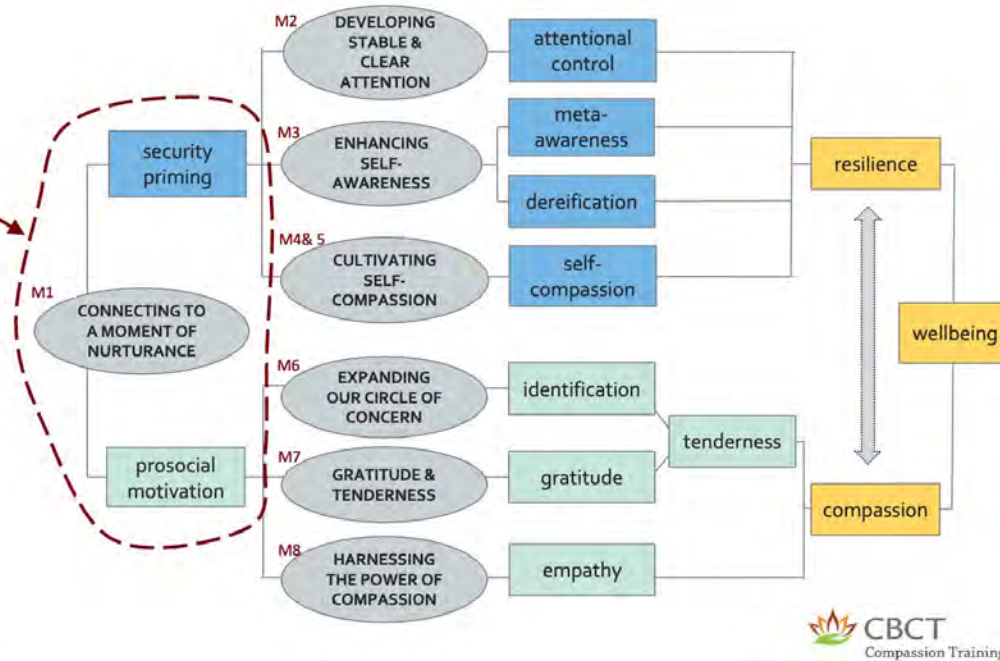 M1
CONNECTING TO
A MOMENT OF
NURTURANCE
security
priming
prosocial
motivation
M2
DEVELOPING
STABLE &
CLEAR
ATTENTION
attentional
control
M3
ENHANCING
SELF-
AWARENESS
meta-
awareness
dereification
M4& 5
CULTIVATING
SELF-
COMPASSION
self-
compassion
M6
EXPANDING
OUR CIRCLE OF
CONCERN
identification
M7
GRATITUDE &
TENDERNESS
gratitude
tenderness
M8
HARNESSING
THE POWER OF
COMPASSION
empathy
resilience
wellbeing
compassion
CBCT
Compassion Training